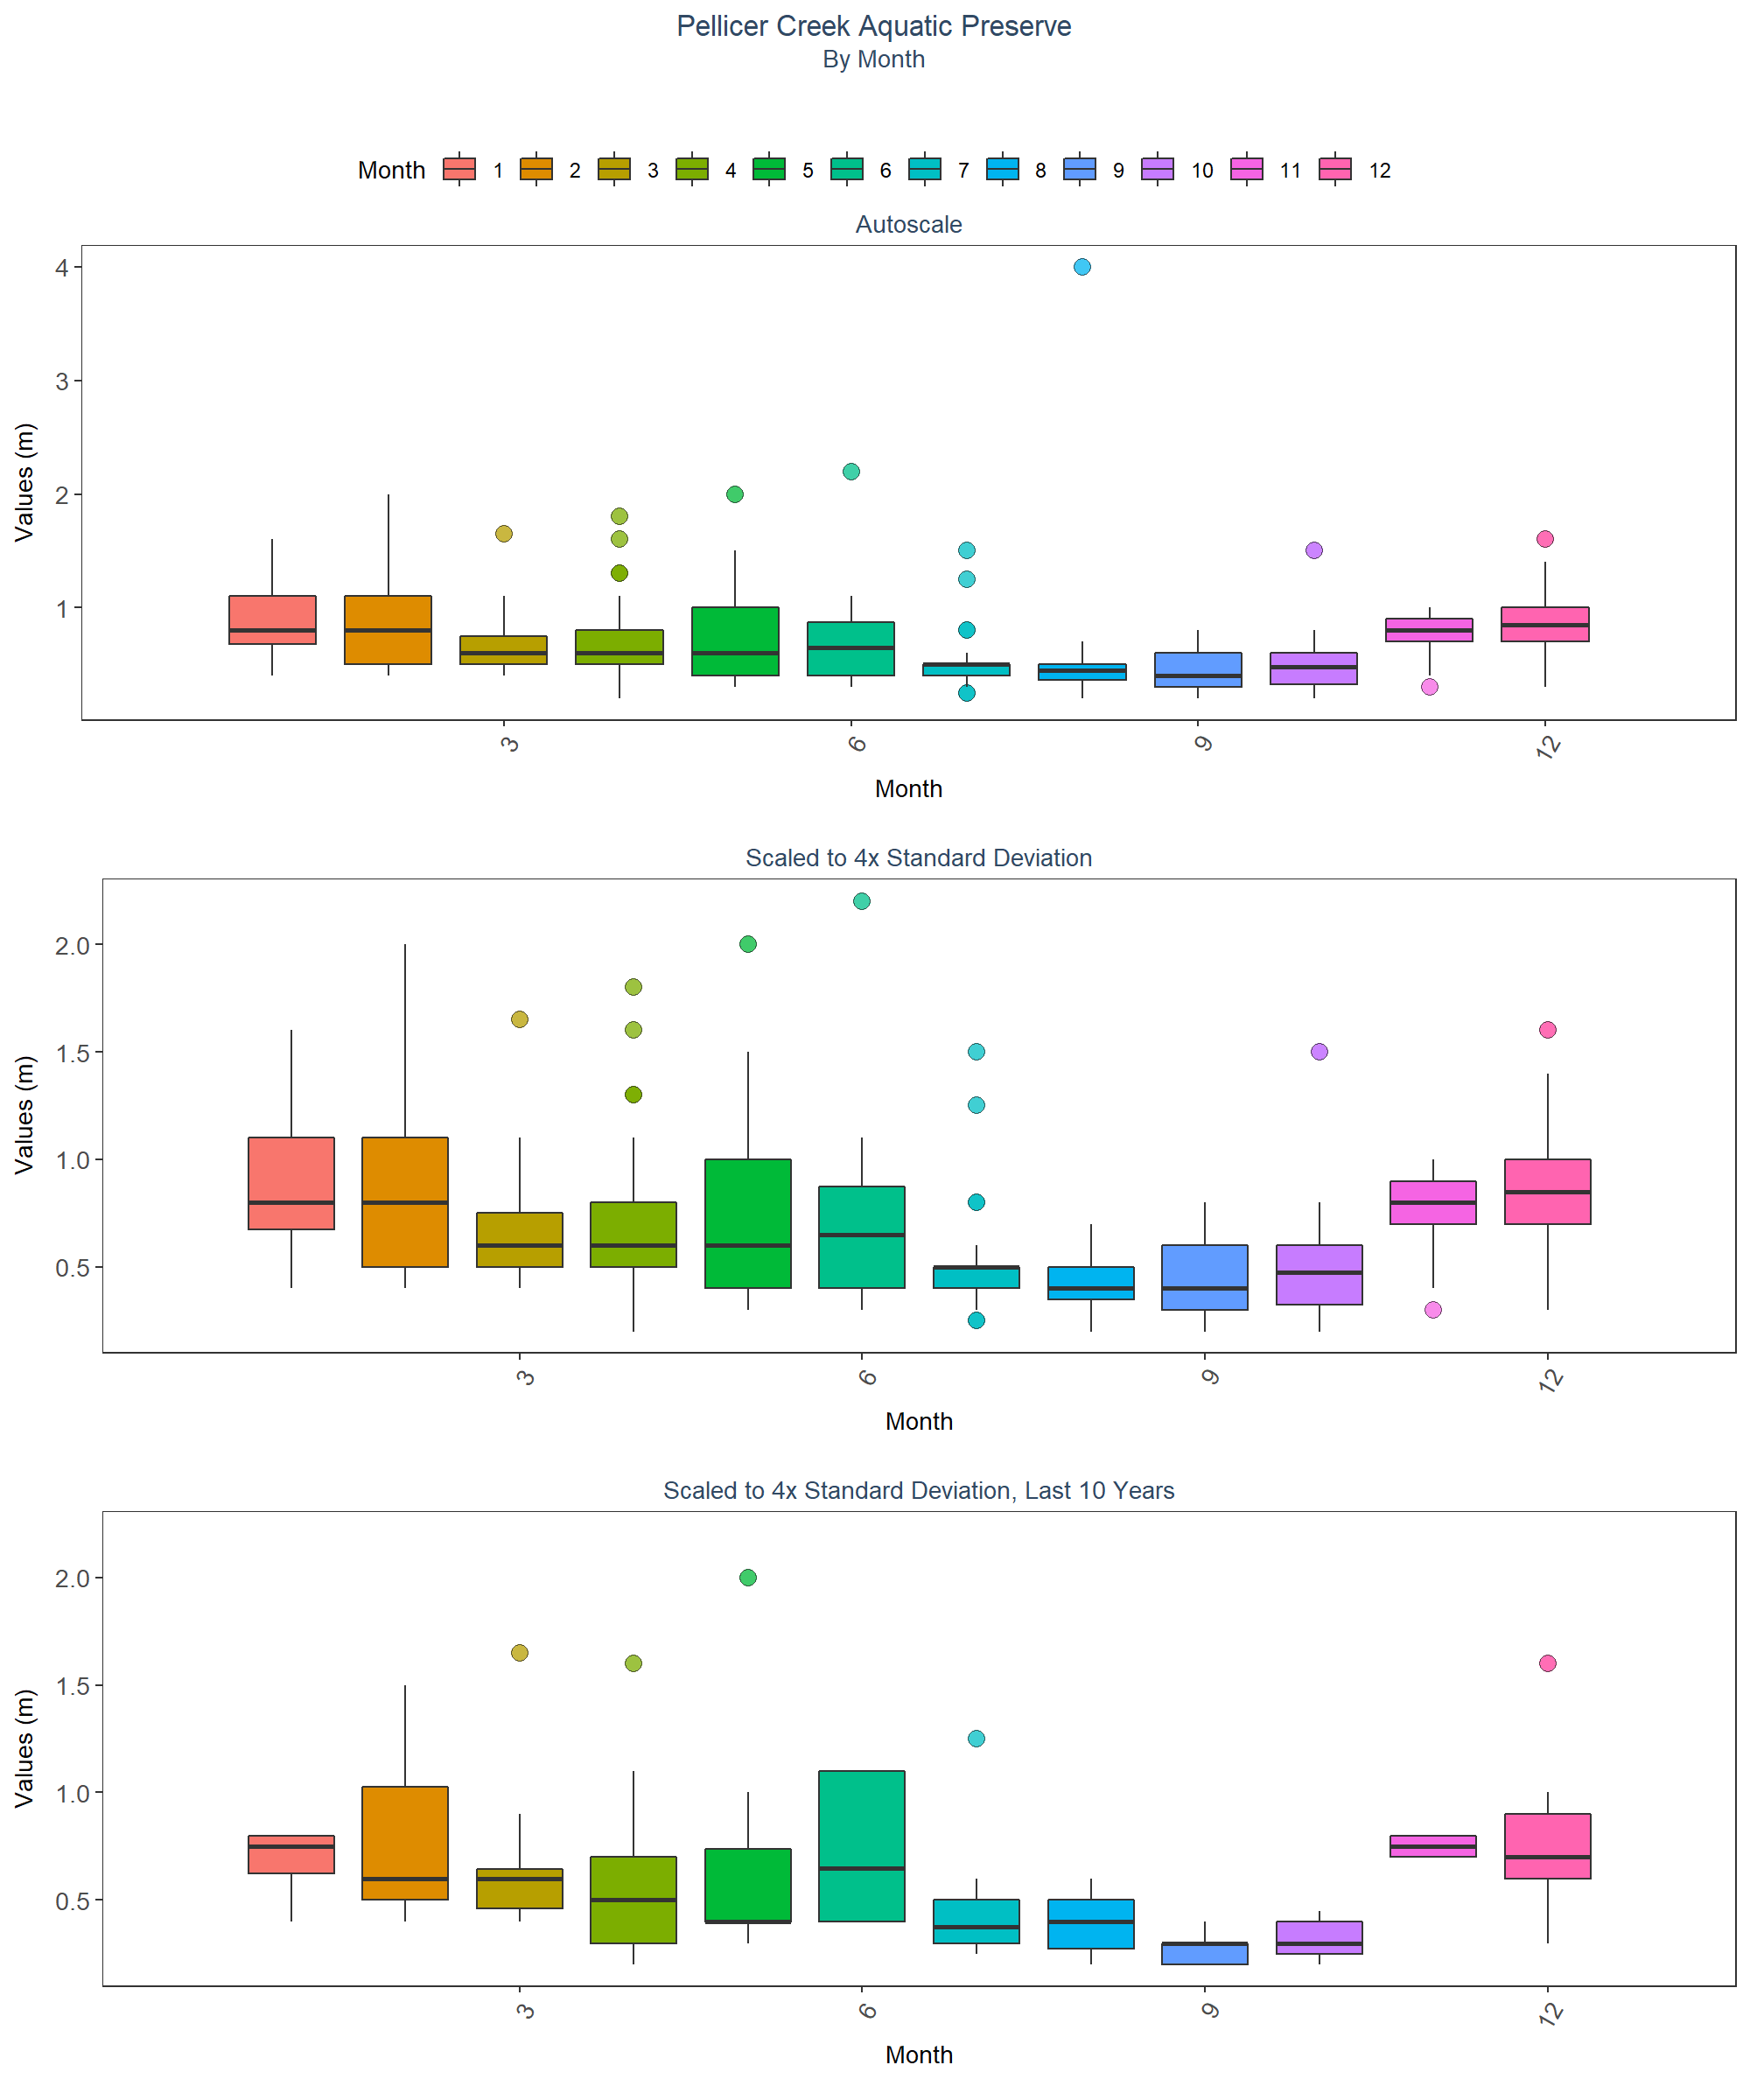 Pellicer Creek Aquatic Preserve
By Month
Month 1 2 3 4 5 6 7 8 9 10 11 12
Autoscale
4
3
2
1
Values (m)
3 6 9 12
Month
Scaled to 4x Standard Deviation
2.0
1.5
1.0
0.5
Values (m)
3 6 9 12
Month
Scaled to 4x Standard Deviation, Last 10 Years
2.0
1.5
1.0
0.5
Values (m)
3 6 9 12
Month